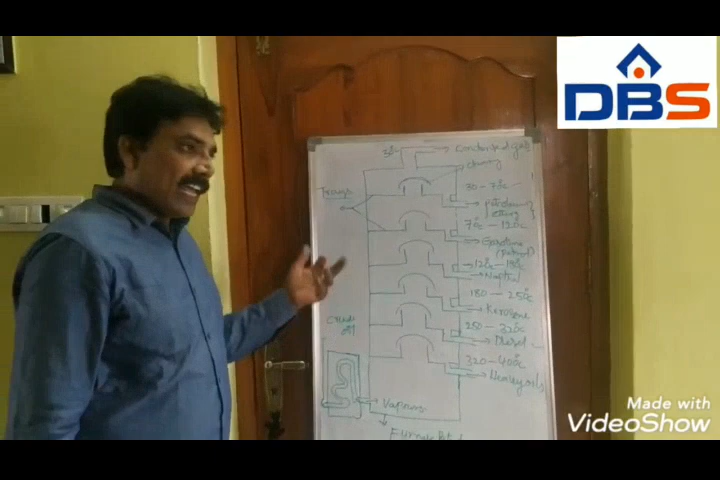 DBS
30° Condensed gas
chimney
30 - 70°c
Trough
Petroleum
70 - 120°c
Gasoline
(Petrol)
120 - 180°c
Naptha
180 - 250°c
Kerosene
Crude
oil
250 - 320°c
Diesel
320 - 400°c
Heavy oils
Vapours
Made with
VideoShow